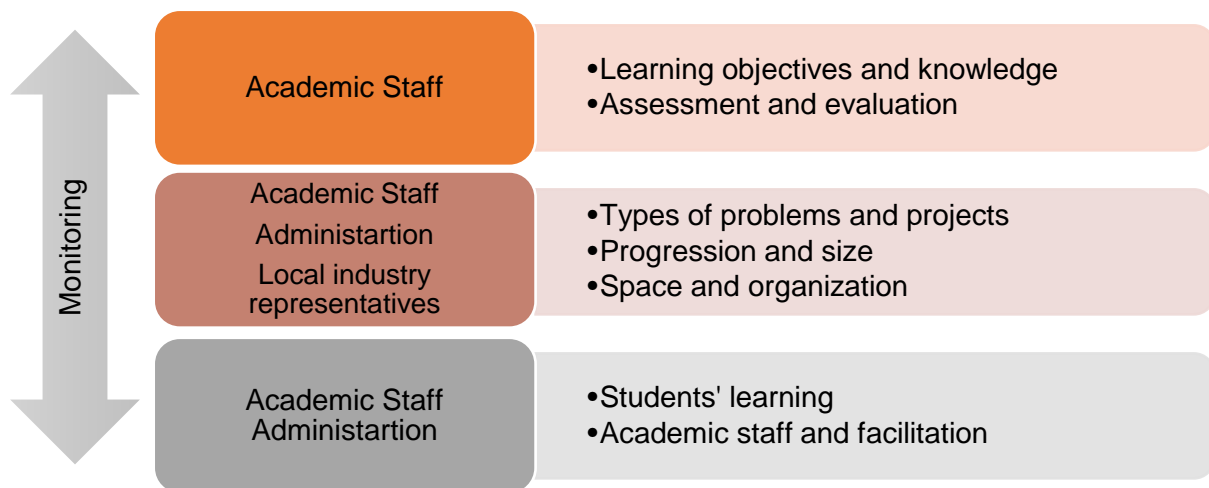 Monitoring
Academic Staff
•Learning objectives and knowledge
•Assessment and evaluation
Academic Staff
Administartion
Local industry
representatives
•Types of problems and projects
•Progression and size
•Space and organization
Academic Staff
Administartion
•Students' learning
•Academic staff and facilitation